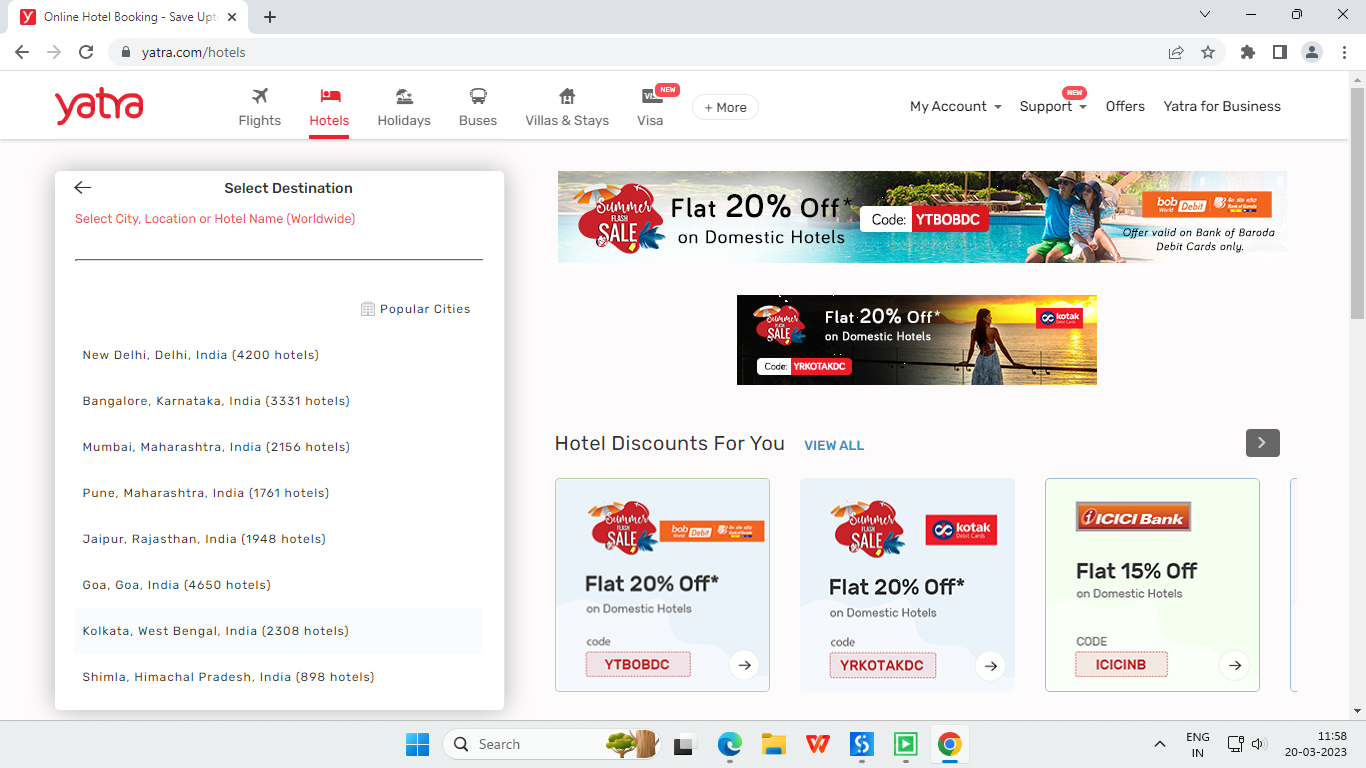 Online Hotel Booking - Save Upto
yatra.com/hotels
yatra
Flights
Hotels
Holidays
Buses
Villas & Stays
VISA
NEW
Visa
+ More
My Account
NEW
Support
Offers
Yatra for Business
Select Destination
Select City, Location or Hotel Name (Worldwide)
Popular Cities
New Delhi, Delhi, India (4200 hotels)
Bangalore, Karnataka, India (3331 hotels)
Mumbai, Maharashtra, India (2156 hotels)
Pune, Maharashtra, India (1761 hotels)
Jaipur, Rajasthan, India (1948 hotels)
Goa, Goa, India (4650 hotels)
Kolkata, West Bengal, India (2308 hotels)
Shimla, Himachal Pradesh, India (898 hotels)
Summer
FLASH
SALE
Flat 20% Off*
on Domestic Hotels
Code: YTBOBDC
bob
World
Debit
Bank of Baroda
Offer valid on Bank of Baroda
Debit Cards only.
Summer
FLASH
SALE
Flat 20% Off*
on Domestic Hotels
Code: YRKOTAKDC
kotak
Debit Cards
Hotel Discounts For You
VIEW ALL
Summer
FLASH
SALE
bob
World
Debit
Flat 20% Off*
on Domestic Hotels
code
YTBOBDC
Summer
FLASH
SALE
kotak
Debit Cards
Flat 20% Off*
on Domestic Hotels
code
YRKOTAKDC
ICICI Bank
Flat 15% Off
on Domestic Hotels
CODE
ICICINB
Search
ENG
IN
11:58
20-03-2023